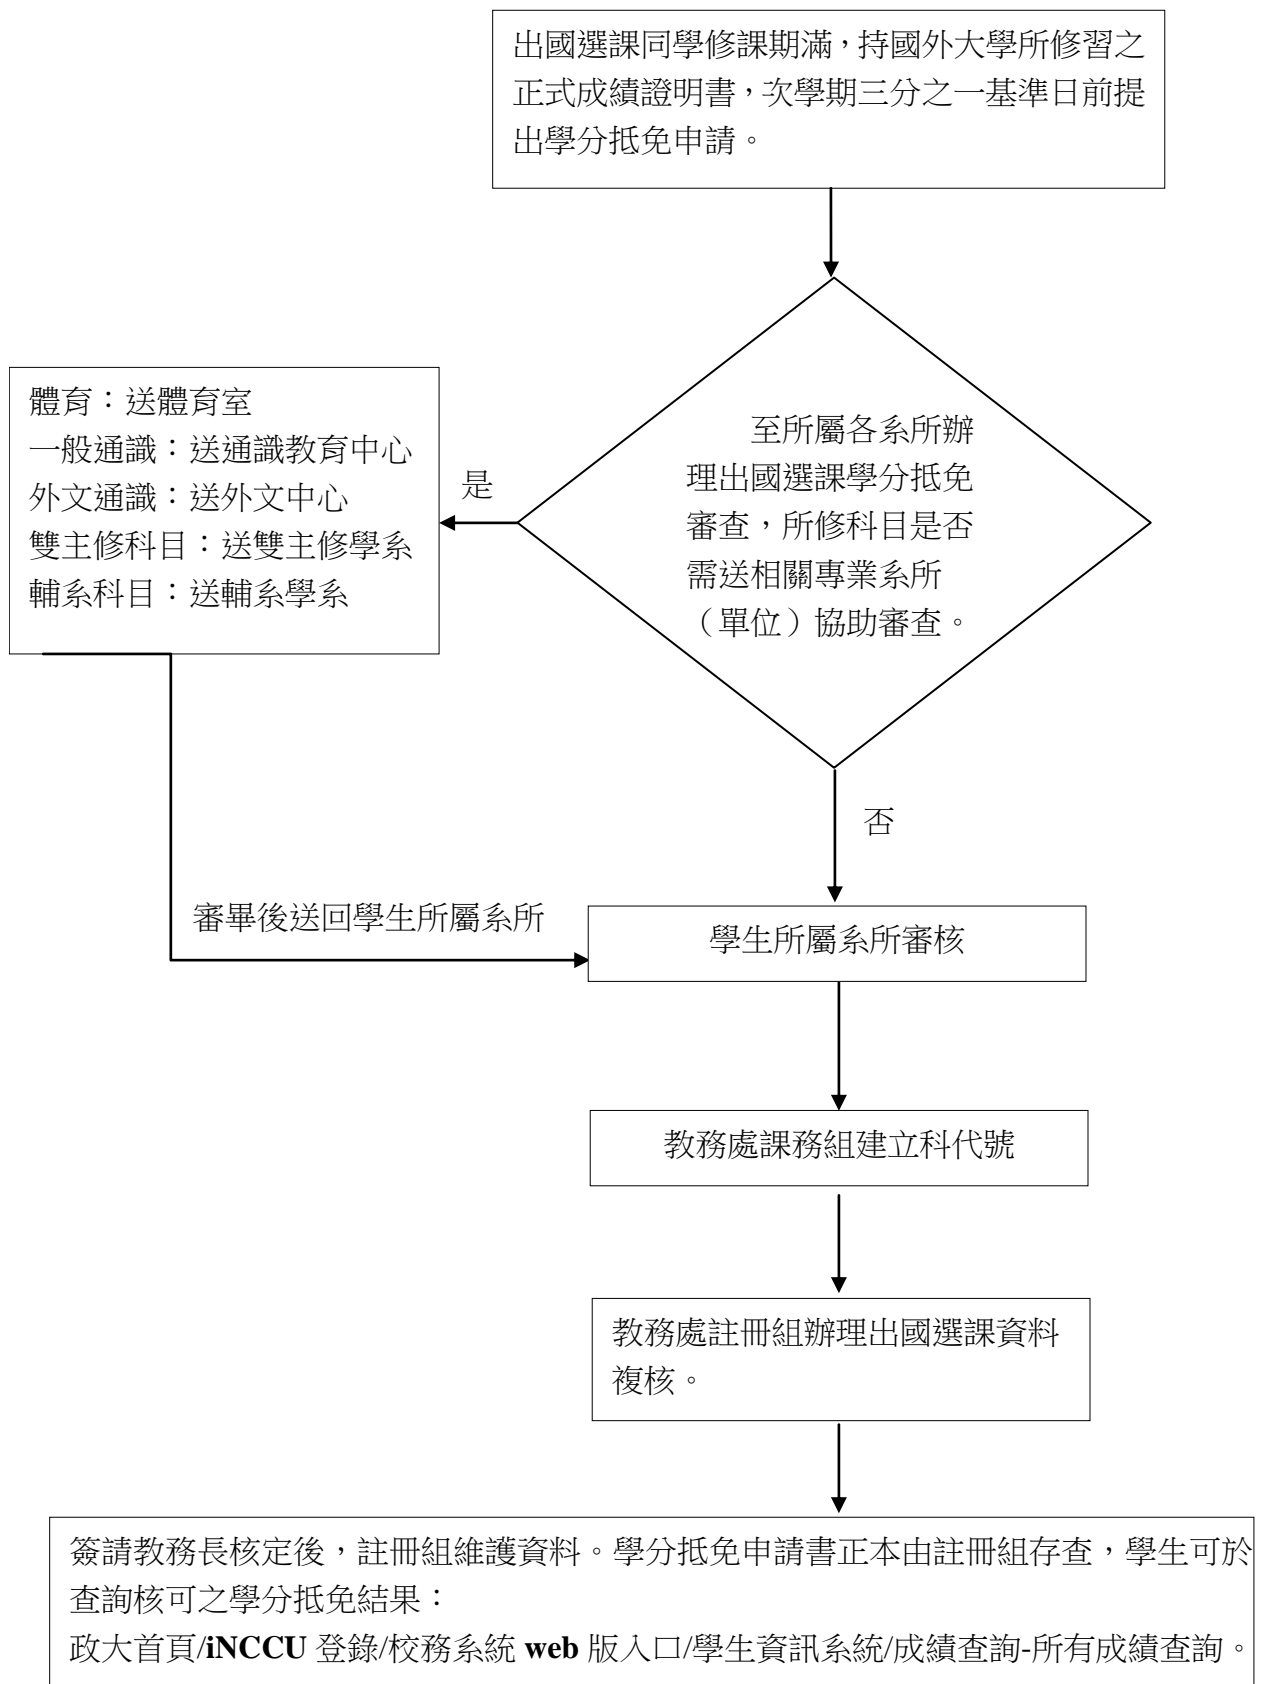 出國選課同學修課期滿，持國外大學所修習之
正式成績證明書，次學期三分之一基準日前提
出學分抵免申請。
至所屬各系所辦
理出國選課學分抵免
審查，所修科目是否
需送相關專業系所
（單位）協助審查。
是
體育：送體育室
一般通識：送通識教育中心
外文通識：送外文中心
雙主修科目：送雙主修學系
輔系科目：送輔系學系
否
審畢後送回學生所屬系所
學生所屬系所審核
教務處課務組建立科代號
教務處註冊組辦理出國選課資料
複核。
簽請教務長核定後，註冊組維護資料。學分抵免申請書正本由註冊組存查，學生可於
查詢核可之學分抵免結果：
政大首頁/iNCCU 登錄/校務系統 web 版入口/學生資訊系統/成績查詢-所有成績查詢。